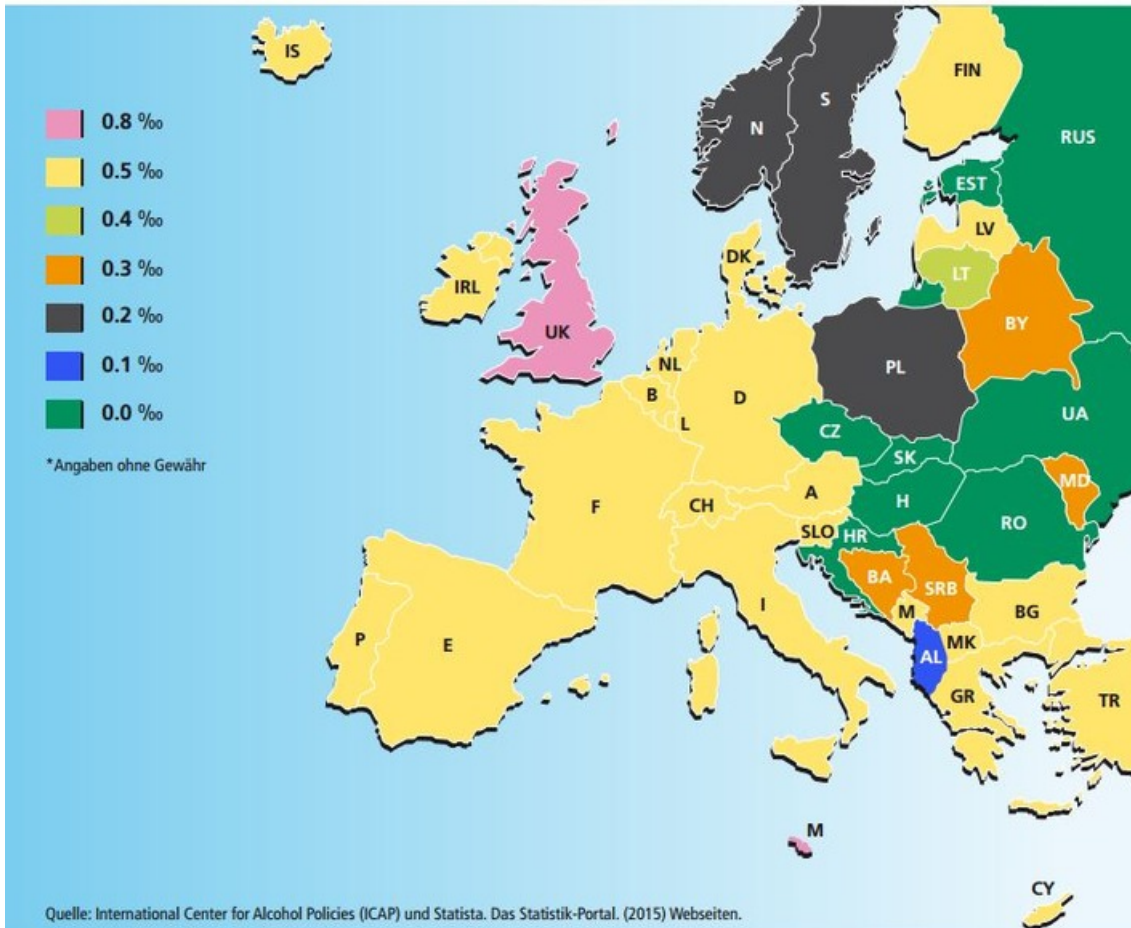 IS
FIN
0.8 ‰
S
N
RUS
0.5 ‰
EST
0.4 ‰
LV
DK
0.3 ‰
LT
IRL
0.2 ‰
BY
UK
NL
PL
0.1 ‰
B
D
0.0 ‰
L
UA
CZ
SK
*Angaben ohne Gewähr
MD
A
H
F
CH
RO
SLO
HR
BA
SRB
I
M
BG
P
E
MK
AL
GR
TR
M
CY
Quelle: International Center for Alcohol Policies (ICAP) und Statista. Das Statistik-Portal. (2015) Webseiten.